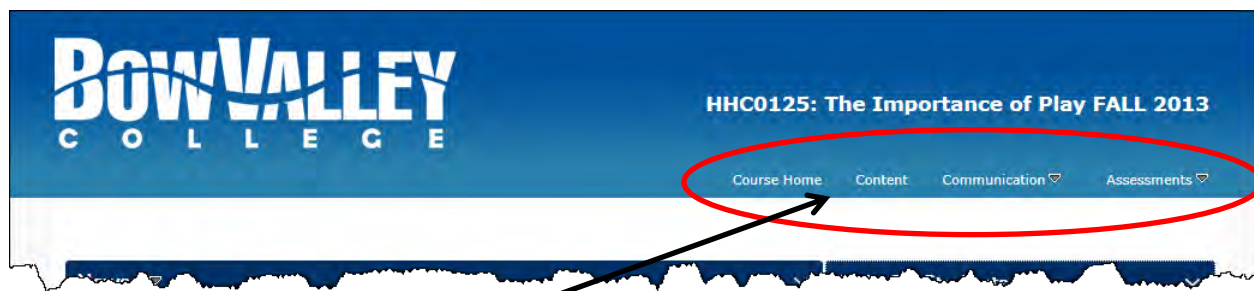 BOW VALLEY
COLLEGE
HHC0125: The Importance of Play FALL 2013
Course Home Content Communication Assessments